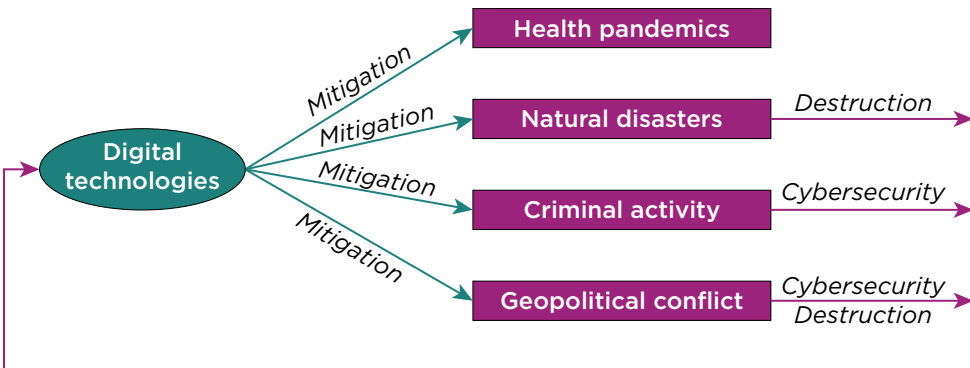 Health pandemics
Mitigation
Natural disasters
Destruction
Mitigation
Digital
technologies
Mitigation
Criminal activity
Cybersecurity
Mitigation
Geopolitical conflict
Cybersecurity
Destruction